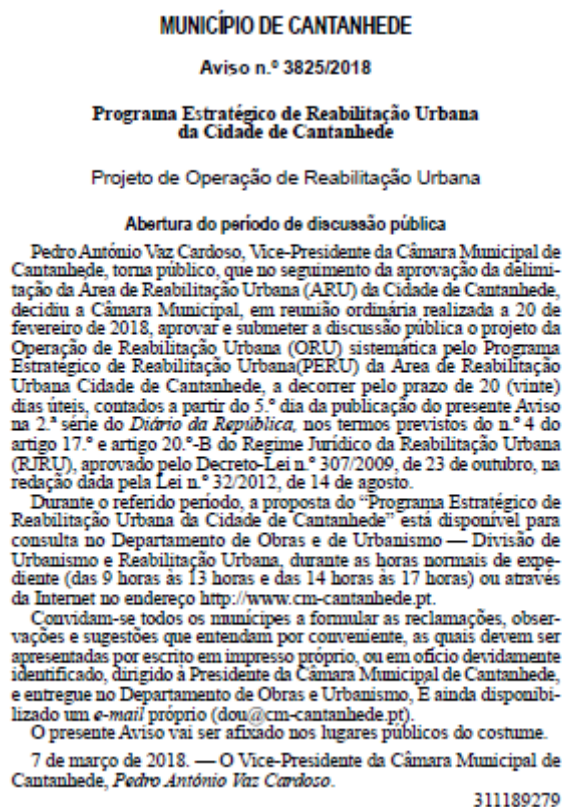 MUNICÍPIO DE CANTANHEDE
Aviso n.º 3825/2018
Programa Estratégico de Reabilitação Urbana
da Cidade de Cantanhede
Projeto de Operação de Reabilitação Urbana
Abertura do período de discussão pública
Pedro António Vaz Cardoso, Vice-Presidente da Câmara Municipal de
Cantanhede, torna público, que no seguimento da aprovação da delimi-
tação da Área de Reabilitação Urbana (ARU) da Cidade de Cantanhede,
decidiu a Câmara Municipal, em reunião ordinária realizada a 20 de
fevereiro de 2018, aprovar e submeter a discussão pública o projeto da
Operação de Reabilitação Urbana (ORU) sistemática pelo Programa
Estratégico de Reabilitação Urbana(PERU) da Área de Reabilitação
Urbana Cidade de Cantanhede, a decorrer pelo prazo de 20 (vinte)
dias úteis, contados a partir do 5.º dia da publicação do presente Aviso
na 2.ª série do Diário da República, nos termos previstos do n.º 4 do
artigo 17.º e artigo 20.º-B do Regime Jurídico da Reabilitação Urbana
(RJRU), aprovado pelo Decreto-Lei n.º 307/2009, de 23 de outubro, na
redação dada pela Lei n.º 32/2012, de 14 de agosto.
Durante o referido período, a proposta do “Programa Estratégico de
Reabilitação Urbana da Cidade de Cantanhede” está disponível para
consulta no Departamento de Obras e de Urbanismo — Divisão de
Urbanismo e Reabilitação Urbana, durante as horas normais de expe-
diente (das 9 horas às 13 horas e das 14 horas às 17 horas) ou através
da Internet no endereço http://www.cm-cantanhede.pt.
Convidam-se todos os munícipes a formular as reclamações, obser-
vações e sugestões que entendam por conveniente, as quais devem ser
apresentadas por escrito em impresso próprio, ou em ofício devidamente
identificado, dirigido à Presidente da Câmara Municipal de Cantanhede,
e entregue no Departamento de Obras e Urbanismo, É ainda disponibi-
lizado um e-mail próprio (dou@cm-cantanhede.pt).
O presente Aviso vai ser afixado nos lugares públicos do costume.
7 de março de 2018. — O Vice-Presidente da Câmara Municipal de
Cantanhede, Pedro António Vaz Cardoso.
311189279